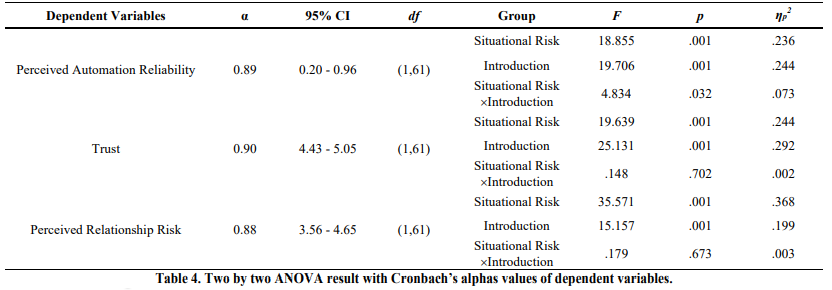 Dependent Variables α 95% CI df Group F p ηp²
Situational Risk 18.855 .001 .236
Perceived Automation Reliability 0.89 0.20 - 0.96 (1,61) Introduction 19.706 .001 .244
Situational Risk
×Introduction 4.834 .032 .073
Situational Risk 19.639 .001 .244
Trust 0.90 4.43 - 5.05 (1,61) Introduction 25.131 .001 .292
Situational Risk
×Introduction .148 .702 .002
Situational Risk 35.571 .001 .368
Perceived Relationship Risk 0.88 3.56 - 4.65 (1,61) Introduction 15.157 .001 .199
Situational Risk
×Introduction .179 .673 .003
Table 4. Two by two ANOVA result with Cronbach’s alphas values of dependent variables.